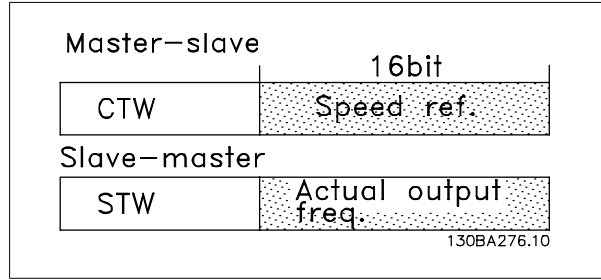 Master-slave
16bit
CTW
Speed ref.
Slave-master
STW
Actual output
freq.
130BA276.10